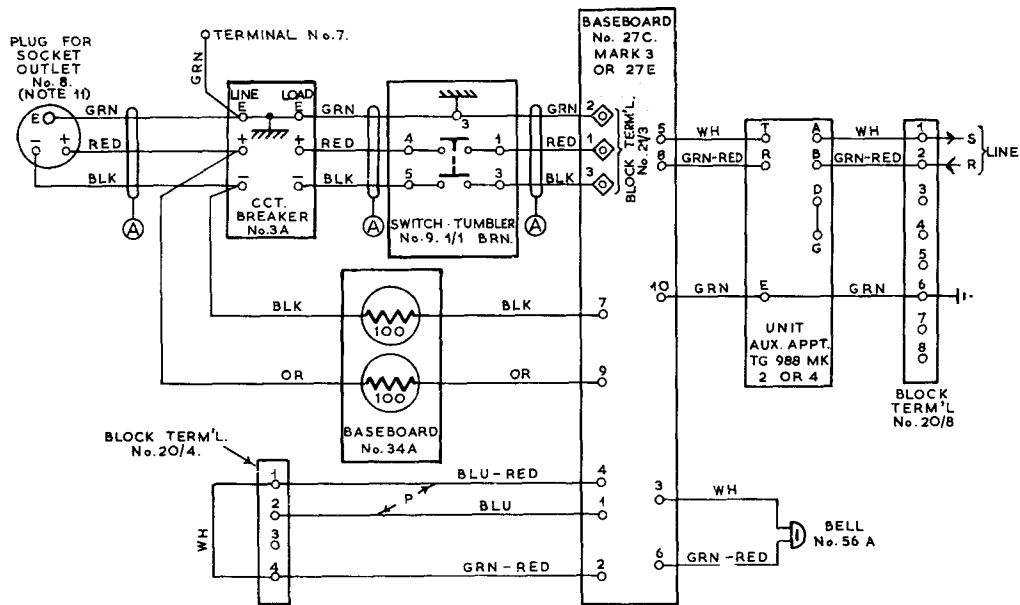 PLUG FOR
SOCKET
OUTLET
No. 8.
(NOTE 11)
E
–
+
GRN
RED
BLK
A
TERMINAL No. 7.
GRN
LINE
LOAD
E
E
+
+
–
–
CCT.
BREAKER
No. 3A
GRN
RED
BLK
A
3
4
1
5
3
SWITCH-TUMBLER
No. 9. 1/1 BRN.
A
GRN
RED
BLK
BASEBOARD
No. 27C.
MARK 3
OR 27E
2
1
3
BLOCK TERM'L.
No. 21/3
5
8
10
WH
GRN-RED
GRN
T
A
R
B
D
G
E
UNIT
AUX. APPT.
TG 988 MK
2 OR 4
WH
GRN-RED
GRN
1
2
3
4
5
6
7
8
S
R
LINE
BLOCK
TERM'L
No. 20/8
BLK
100
BLK
7
OR
100
OR
9
BASEBOARD
No. 34A
BLOCK TERM'L.
No. 20/4.
1
2
3
4
WH
BLU-RED
P
BLU
GRN-RED
4
1
2
3
6
WH
GRN-RED
BELL
No. 56 A